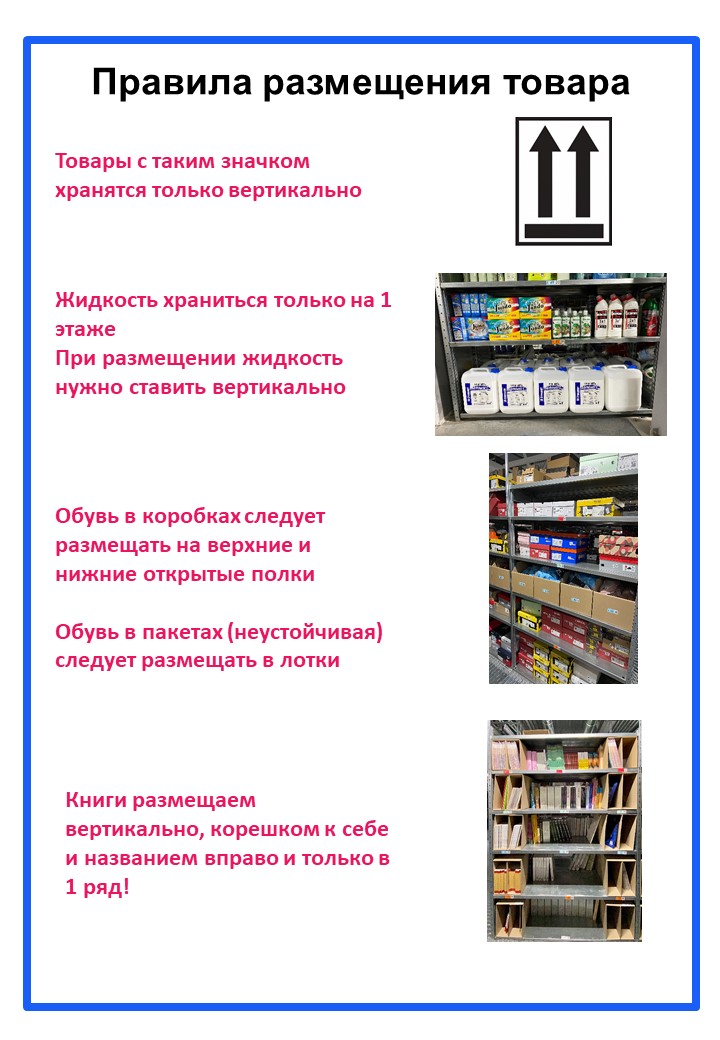 Правила размещения товара
Товары с таким значком
хранятся только вертикально
Жидкость храниться только на 1
этаже
При размещении жидкость
нужно ставить вертикально
Обувь в коробках следует
размещать на верхние и
нижние открытые полки
Обувь в пакетах (неустойчивая)
следует размещать в лотки
Книги размещаем
вертикально, корешком к себе
и названием вправо и только в
1 ряд!